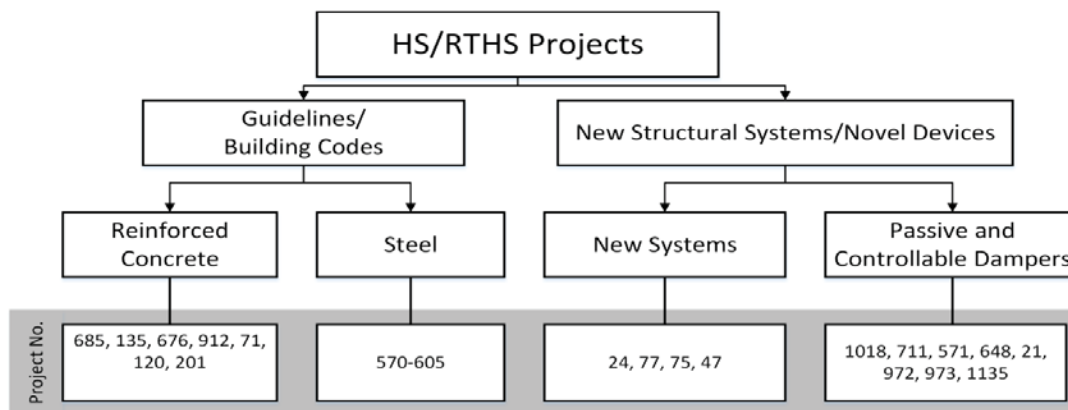 HS/RTHS Projects
Guidelines/
Building Codes
New Structural Systems/Novel Devices
Reinforced
Concrete
Steel
New Systems
Passive and
Controllable Dampers
Project No.
685, 135, 676, 912, 71,
120, 201
570-605
24, 77, 75, 47
1018, 711, 571, 648, 21,
972, 973, 1135